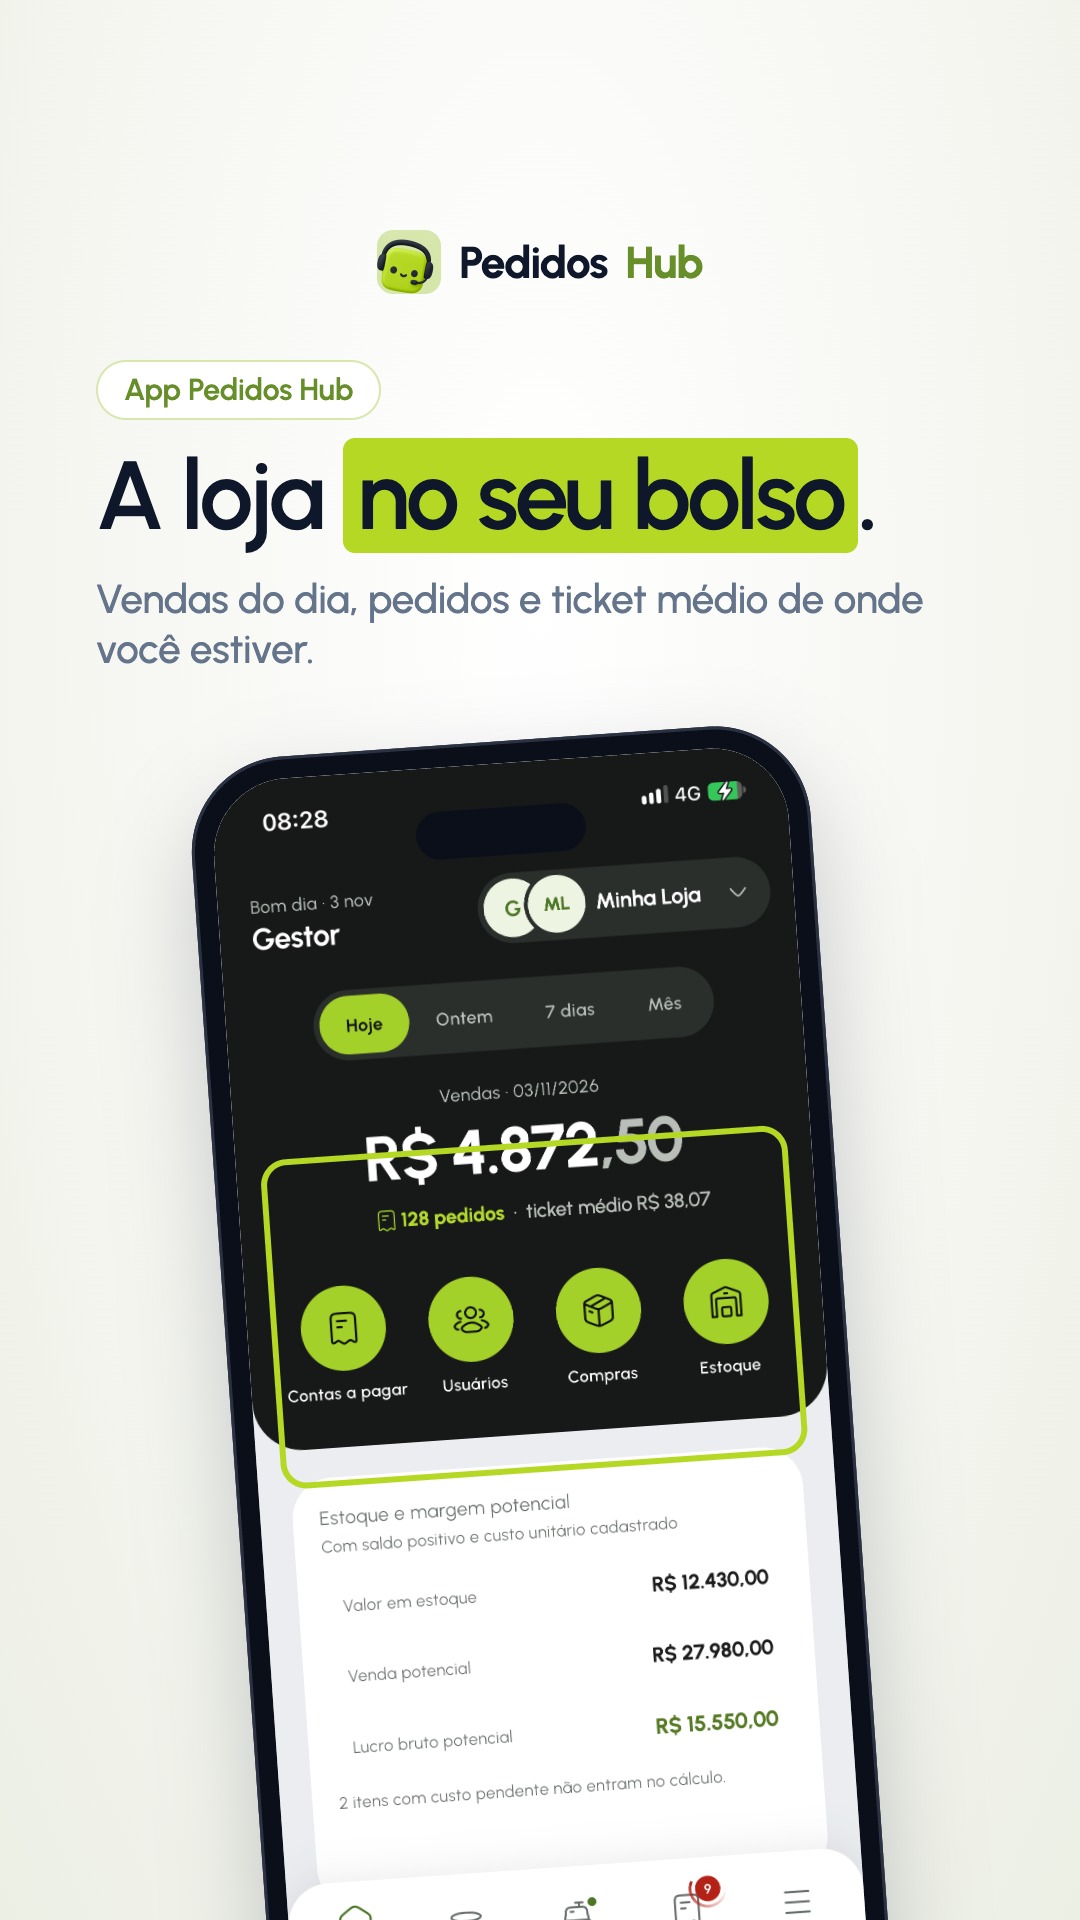 Pedidos Hub
App Pedidos Hub
A loja no seu bolso.
Vendas do dia, pedidos e ticket médio de onde
você estiver.
08:28
4G
Bom dia · 3 nov
Gestor
G
ML
Minha Loja
Hoje
Ontem
7 dias
Mês
Vendas · 03/11/2026
R$ 4.872,50
128 pedidos · ticket médio R$ 38,07
Contas a pagar
Usuários
Compras
Estoque
Estoque e margem potencial
Com saldo positivo e custo unitário cadastrado
Valor em estoque
R$ 12.430,00
Venda potencial
R$ 27.980,00
Lucro bruto potencial
R$ 15.550,00
2 itens com custo pendente não entram no cálculo.
9